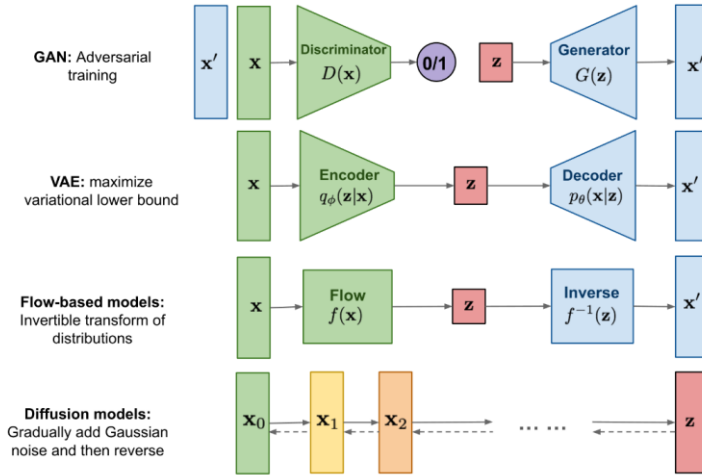 GAN: Adversarial
training
x′
x
Discriminator
D(x)
0/1
z
Generator
G(z)
x′
VAE: maximize
variational lower bound
x
Encoder
qϕ(z|x)
z
Decoder
pθ(x|z)
x′
Flow-based models:
Invertible transform of
distributions
x
Flow
f(x)
z
Inverse
f⁻¹(z)
x′
Diffusion models:
Gradually add Gaussian
noise and then reverse
x₀
x₁
x₂
... ...
z